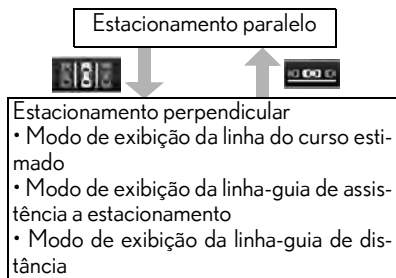 Estacionamento paralelo
Estacionamento perpendicular
• Modo de exibição da linha do curso esti-
mado
• Modo de exibição da linha-guia de assis-
tência a estacionamento
• Modo de exibição da linha-guia de dis-
tância